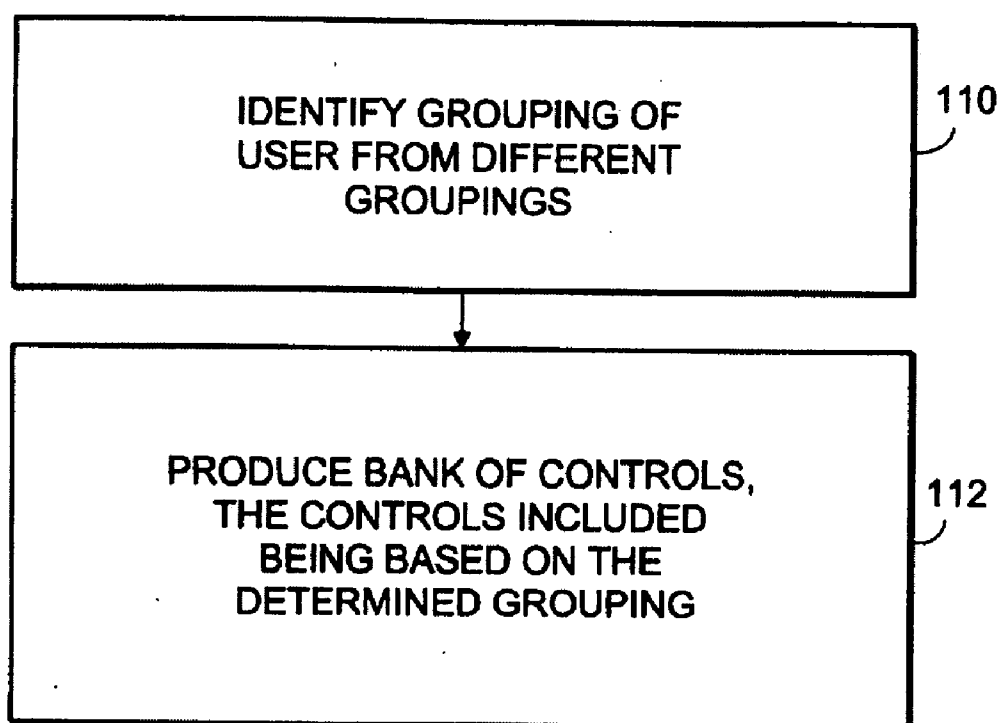 IDENTIFY GROUPING OF
USER FROM DIFFERENT
GROUPINGS
110
PRODUCE BANK OF CONTROLS,
THE CONTROLS INCLUDED
BEING BASED ON THE
DETERMINED GROUPING
112